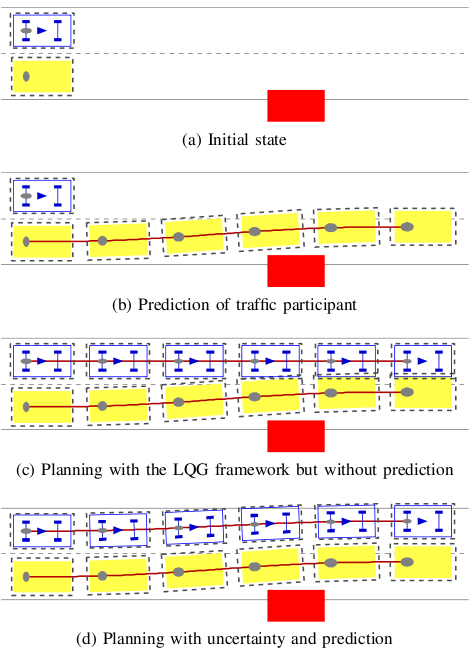 (a) Initial state
(b) Prediction of traffic participant
(c) Planning with the LQG framework but without prediction
(d) Planning with uncertainty and prediction